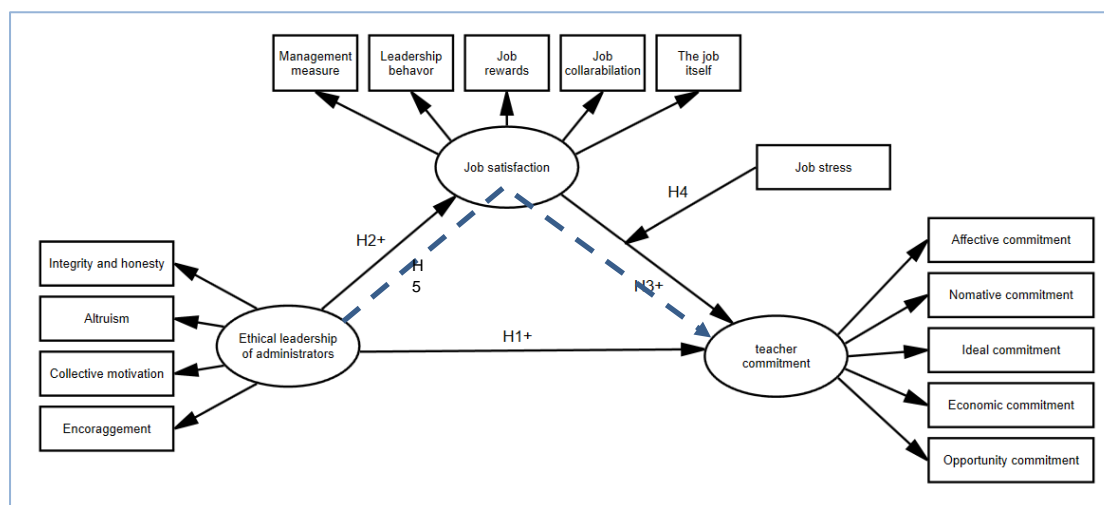 Management
measure
Leadership
behavor
Job
rewards
Job
collarabilation
The job
itself
Job satisfaction
Job stress
H4
H2+
H
5
H3+
H1+
Integrity and honesty
Altruism
Collective motivation
Encoraggement
Ethical leadership
of administrators
teacher
commitment
Affective commitment
Nomative commitment
Ideal commitment
Economic commitment
Opportunity commitment